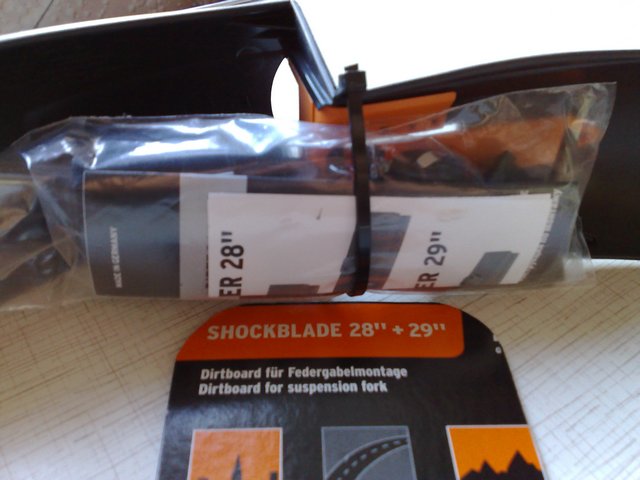 MADE IN GERMANY
ER 28"
ER 29"
SHOCKBLADE 28" + 29"
Dirtboard für Federgabelmontage
Dirtboard for suspension fork